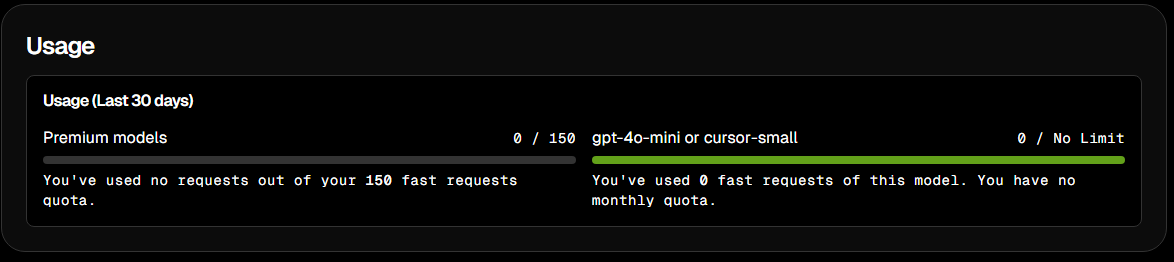 Usage
Usage (Last 30 days)
Premium models 0 / 150
You've used no requests out of your 150 fast requests
quota.
gpt-4o-mini or cursor-small 0 / No Limit
You've used 0 fast requests of this model. You have no
monthly quota.